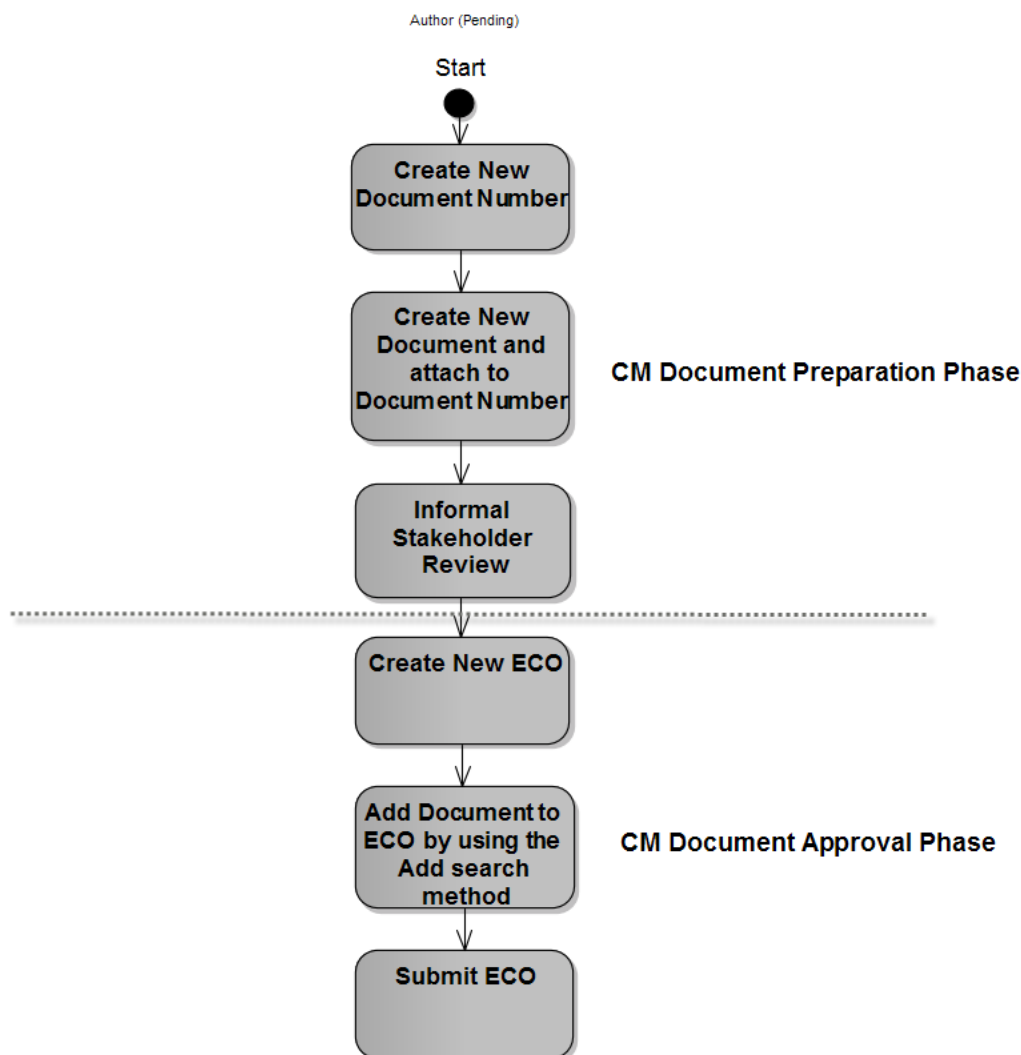 Author (Pending)
Start
Create New
Document Number
Create New
Document and
attach to
Document Number
CM Document Preparation Phase
Informal
Stakeholder
Review
Create New ECO
Add Document to
ECO by using the
Add search
method
CM Document Approval Phase
Submit ECO